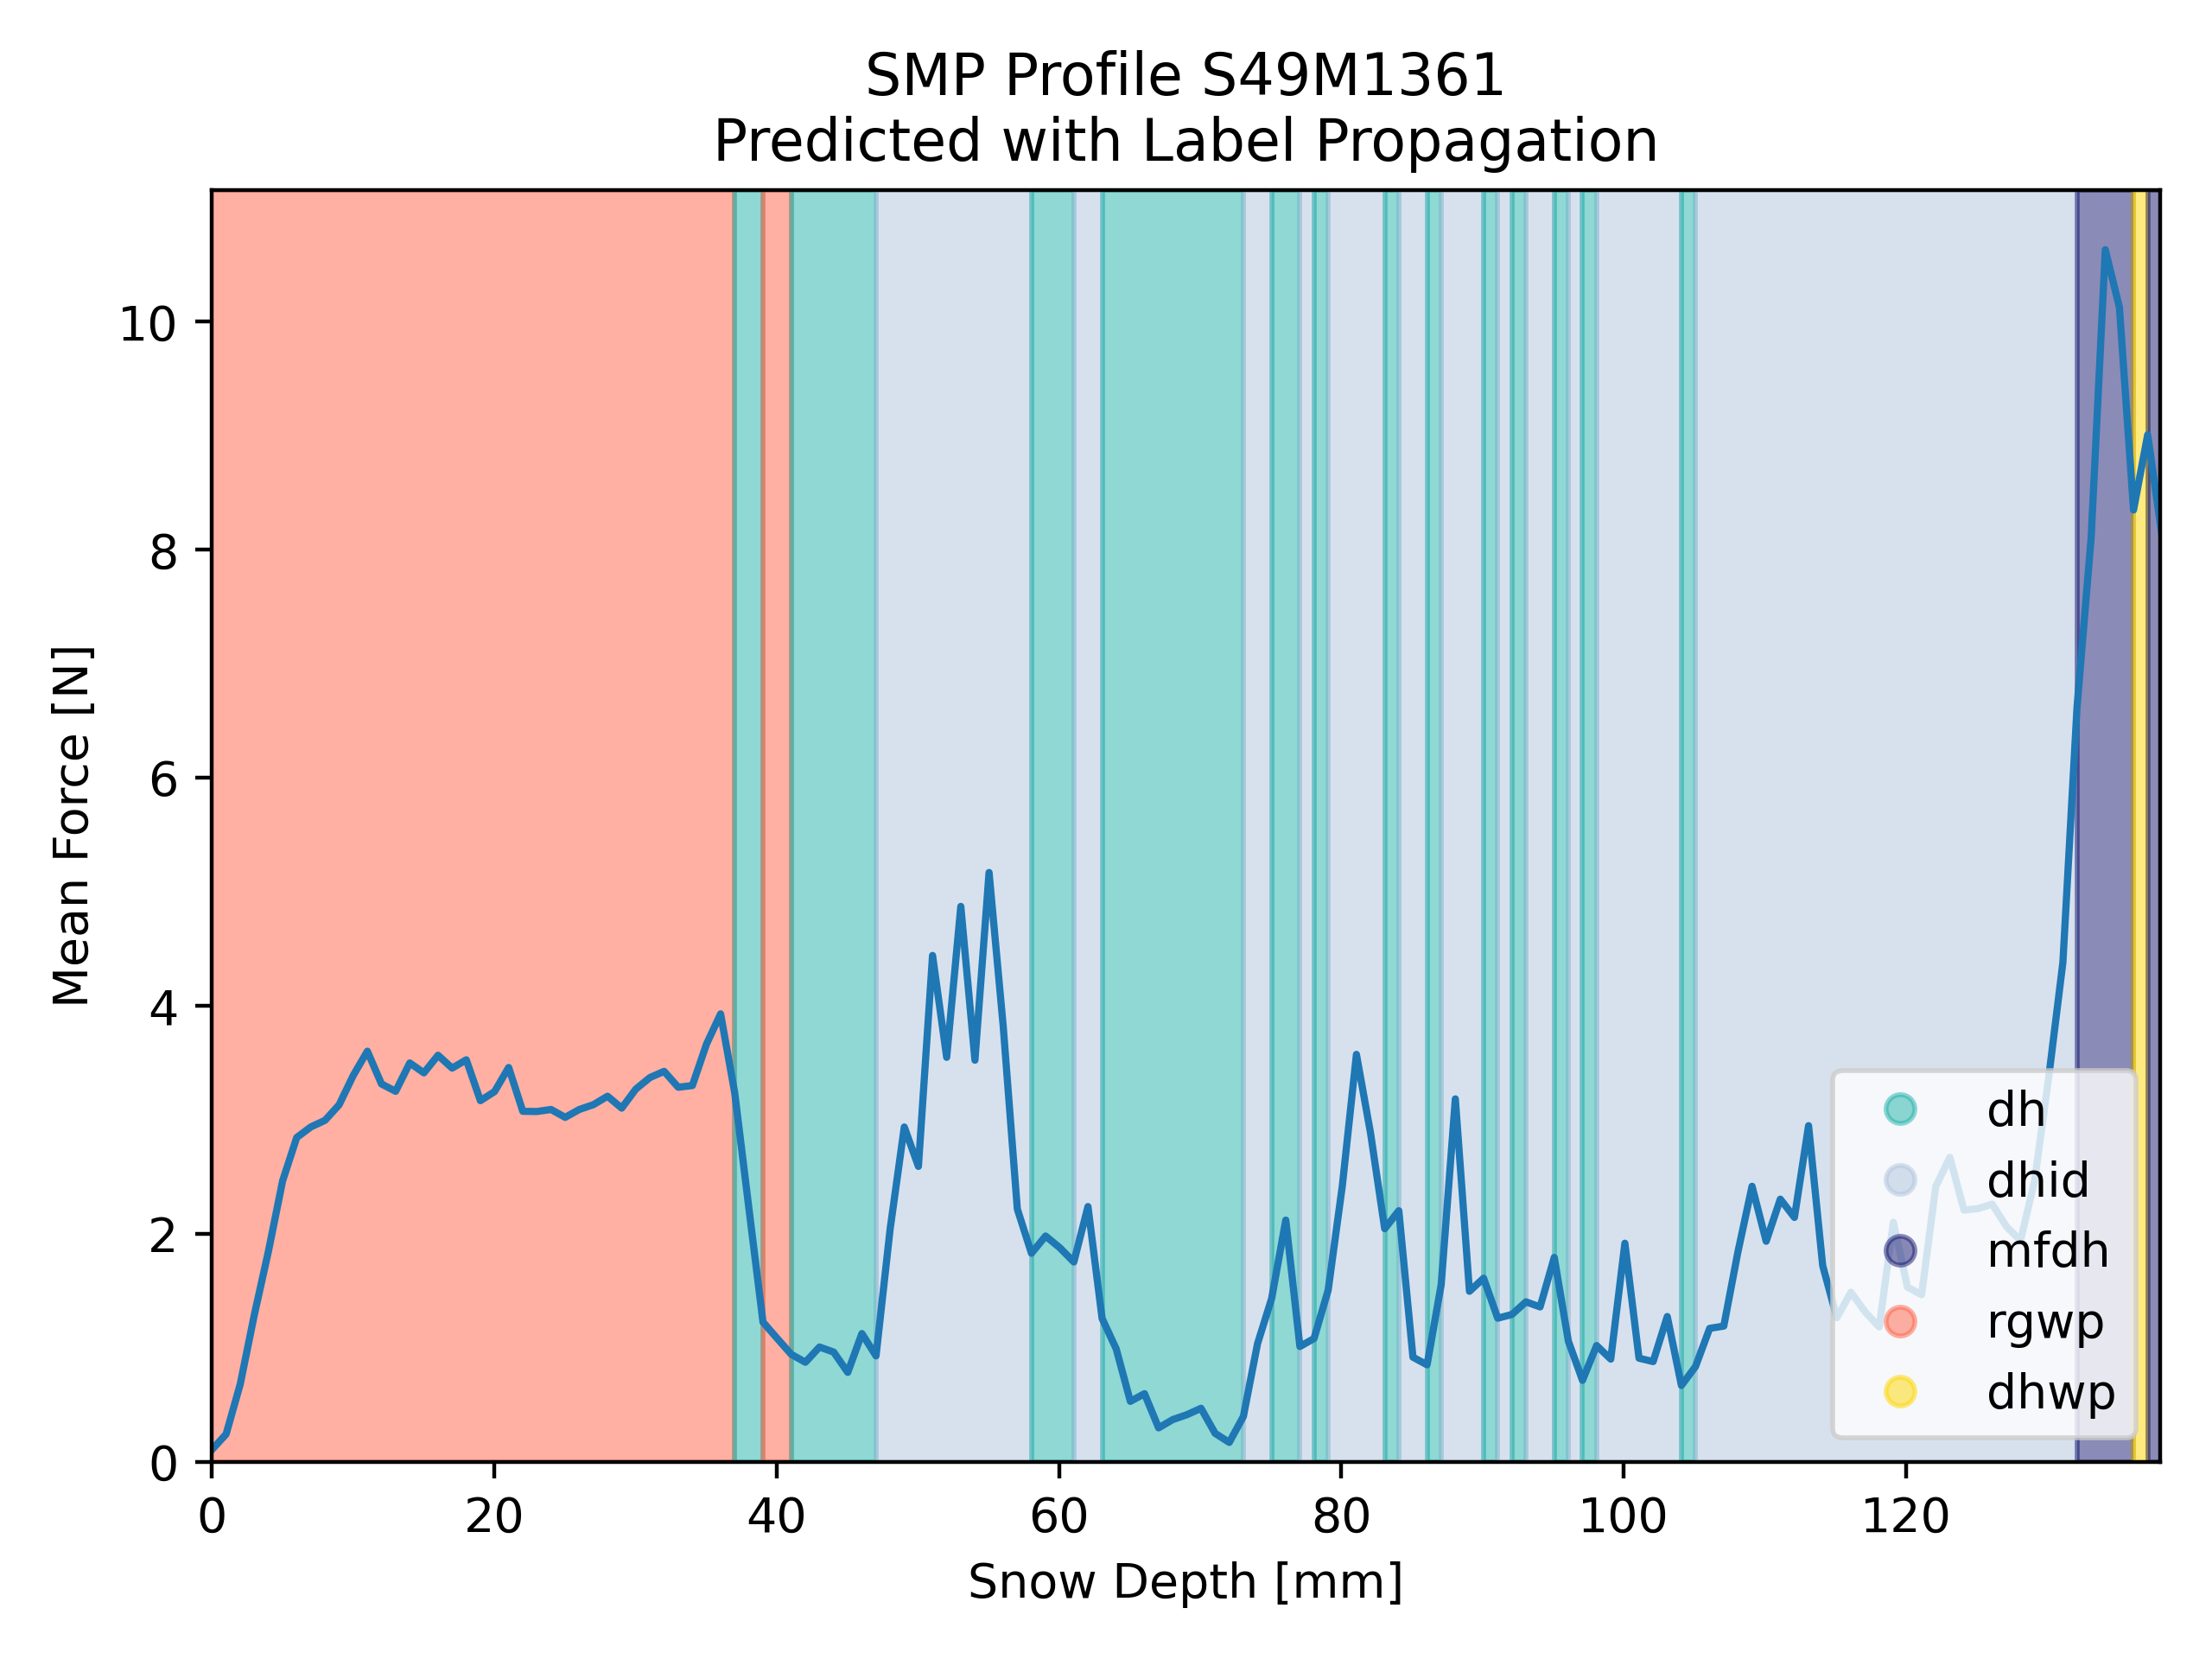 SMP Profile S49M1361
Predicted with Label Propagation
Mean Force [N]
10
8
6
4
2
0
0 20 40 60 80 100 120
Snow Depth [mm]
dh
dhid
mfdh
rgwp
dhwp